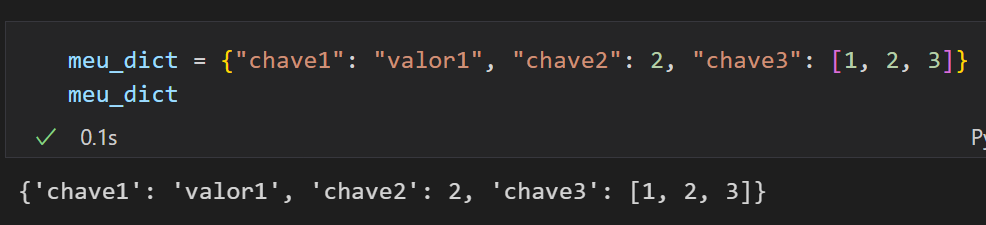 meu_dict = {"chave1": "valor1", "chave2": 2, "chave3": [1, 2, 3]}
meu_dict
0.1s
{'chave1': 'valor1', 'chave2': 2, 'chave3': [1, 2, 3]}